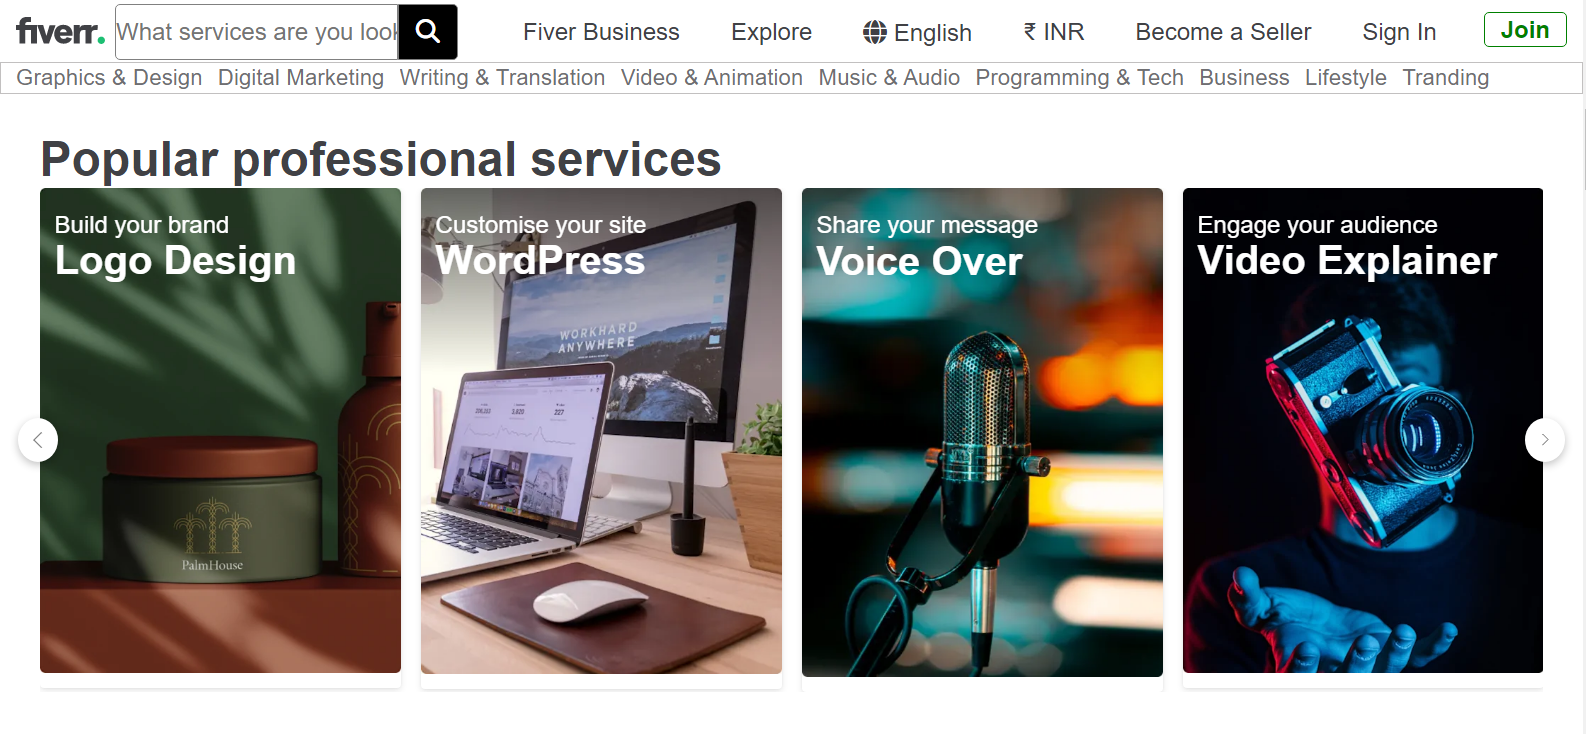 fiverr.
What services are you look
Fiver Business
Explore
English
₹ INR
Become a Seller
Sign In
Join
Graphics & Design Digital Marketing Writing & Translation Video & Animation Music & Audio Programming & Tech Business Lifestyle Tranding
Popular professional services
Build your brand
Logo Design
PalmHouse
Customise your site
WordPress
WORKHARD
ANYWHERE
227
Share your message
Voice Over
Engage your audience
Video Explainer